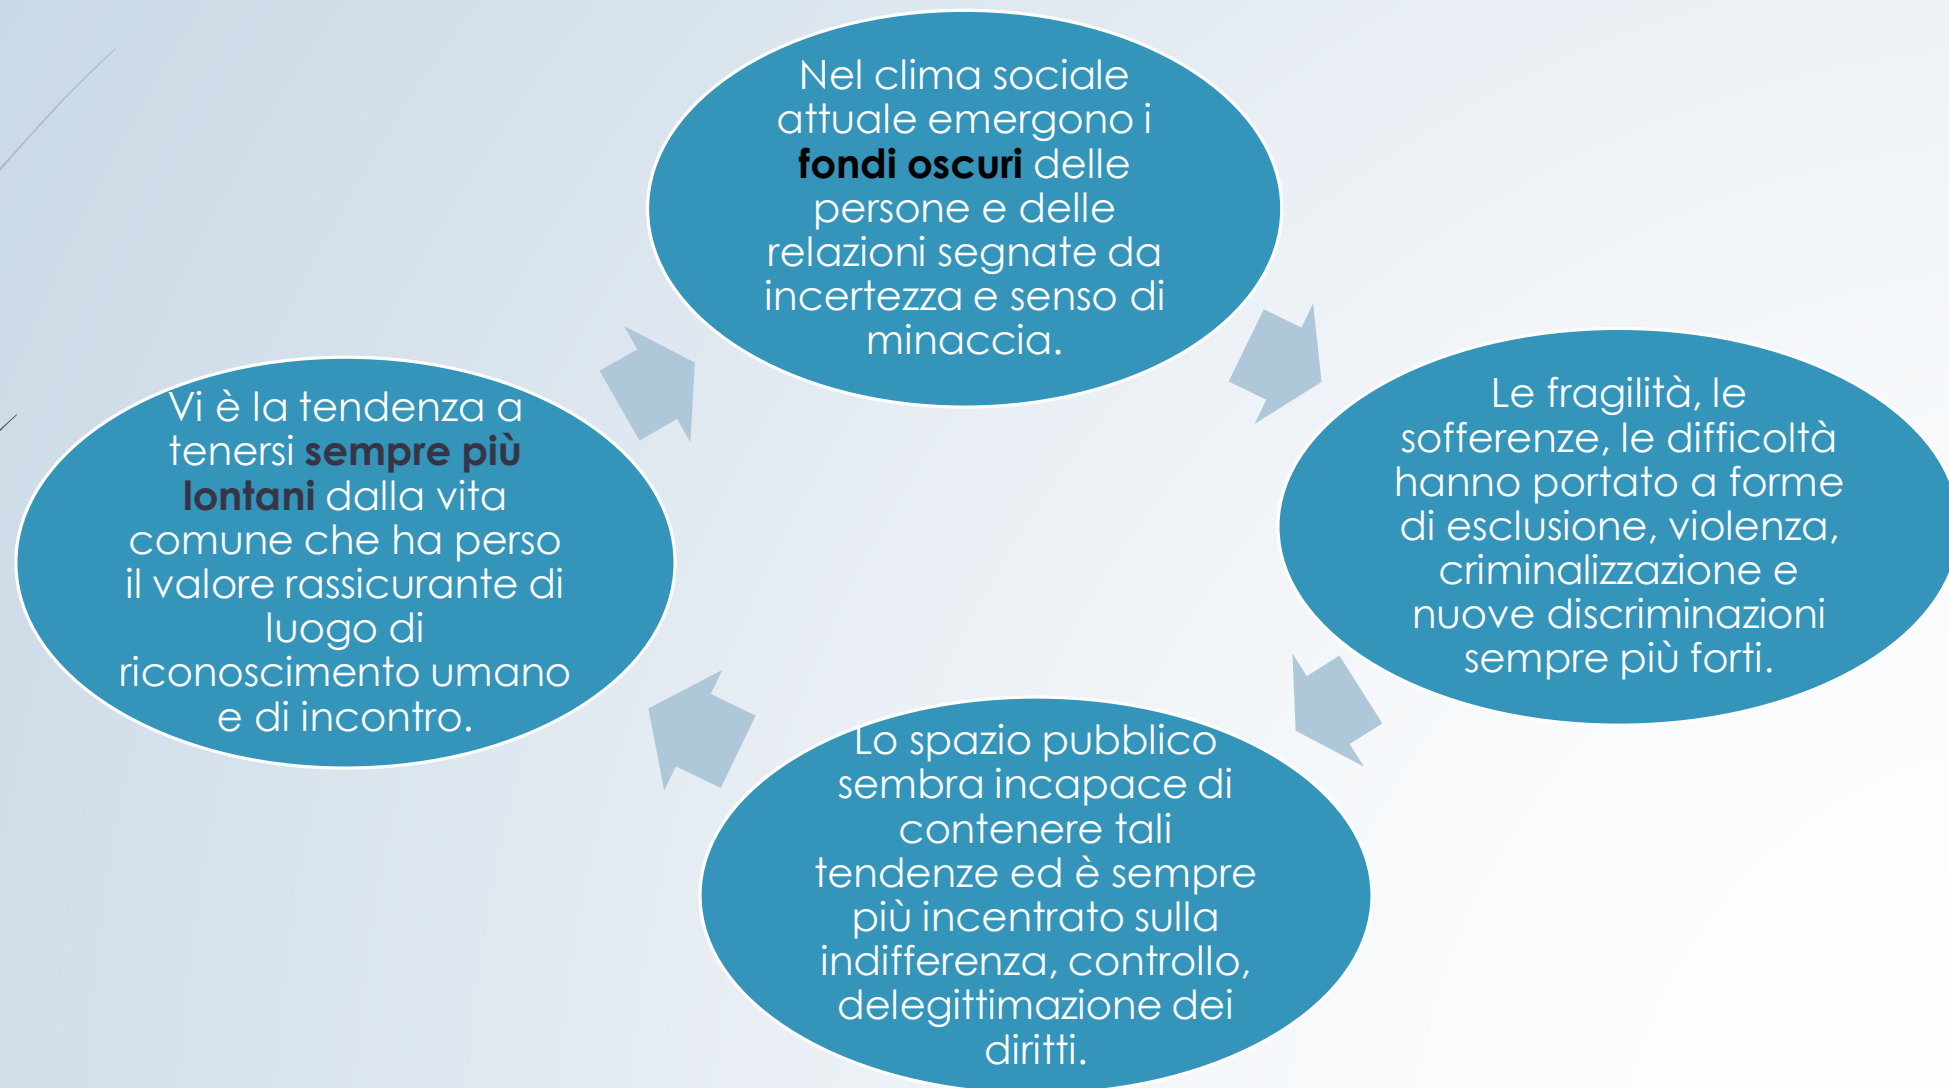 Nel clima sociale
attuale emergono i
fondi oscuri delle
persone e delle
relazioni segnate da
incertezza e senso di
minaccia.
Le fragilità, le
sofferenze, le difficoltà
hanno portato a forme
di esclusione, violenza,
criminalizzazione e
nuove discriminazioni
sempre più forti.
Lo spazio pubblico
sembra incapace di
contenere tali
tendenze ed è sempre
più incentrato sulla
indifferenza, controllo,
delegittimazione dei
diritti.
Vi è la tendenza a
tenersi sempre più
lontani dalla vita
comune che ha perso
il valore rassicurante di
luogo di
riconoscimento umano
e di incontro.